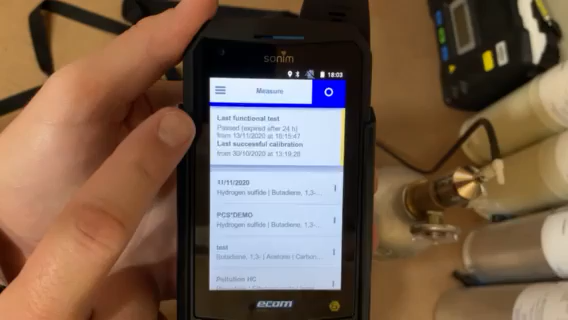 sonim
18:03
Measure
Last functional test
Passed (expired after 24 h)
from 13/11/2020 at 16:15:47
Last successful calibration
from 30/10/2020 at 13:19:28
11/11/2020
Hydrogen sulfide | Butadiene, 1,3-...
PCS*DEMO
Hydrogen sulfide | Butadiene, 1,3-...
test
Butadiene, 1,3- | Acetone | Carbon...
Pollution HC
ecom